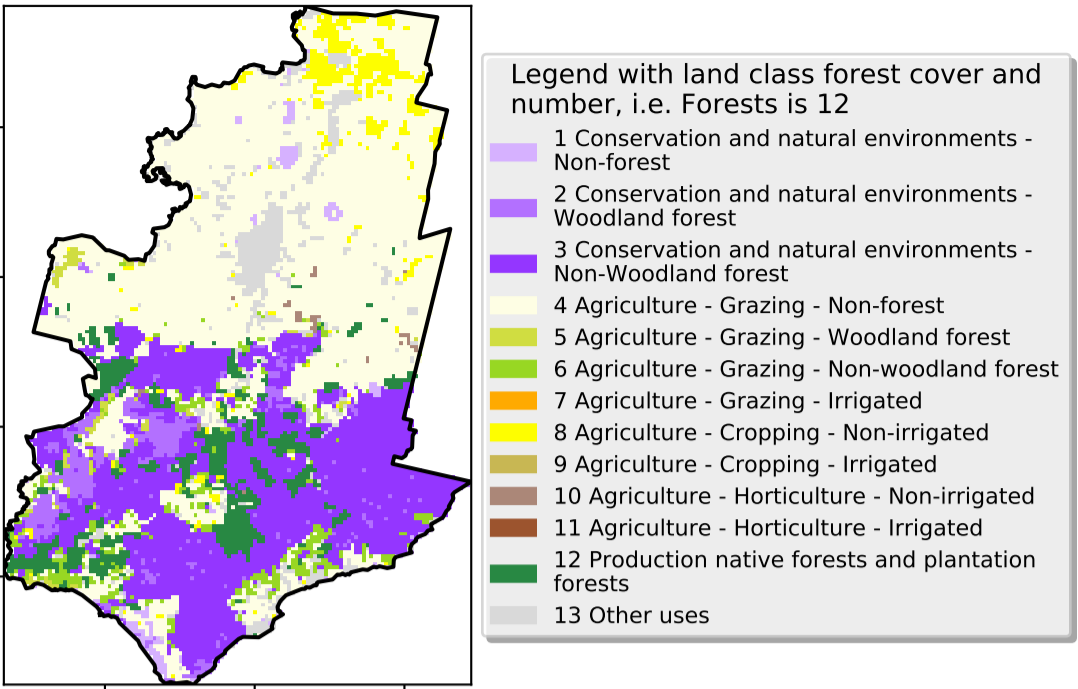 Legend with land class forest cover and
number, i.e. Forests is 12
1 Conservation and natural environments -
Non-forest
2 Conservation and natural environments -
Woodland forest
3 Conservation and natural environments -
Non-Woodland forest
4 Agriculture - Grazing - Non-forest
5 Agriculture - Grazing - Woodland forest
6 Agriculture - Grazing - Non-woodland forest
7 Agriculture - Grazing - Irrigated
8 Agriculture - Cropping - Non-irrigated
9 Agriculture - Cropping - Irrigated
10 Agriculture - Horticulture - Non-irrigated
11 Agriculture - Horticulture - Irrigated
12 Production native forests and plantation
forests
13 Other uses